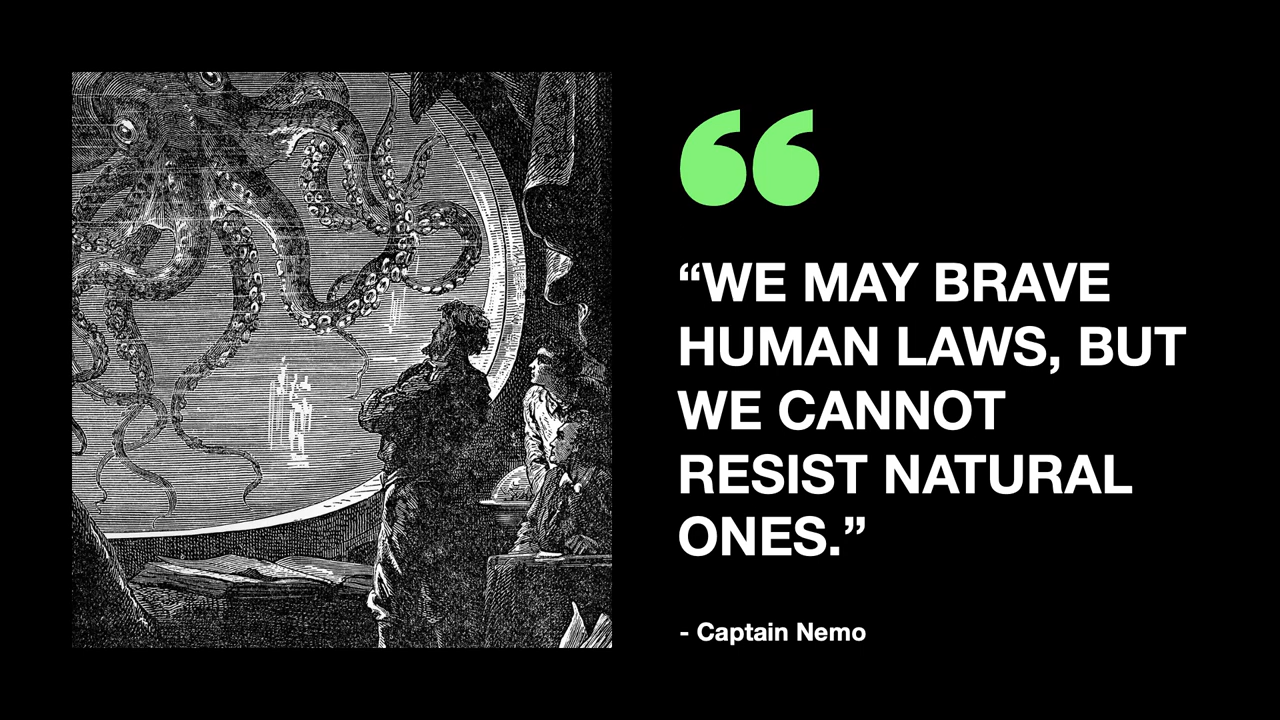 “WE MAY BRAVE
HUMAN LAWS, BUT
WE CANNOT
RESIST NATURAL
ONES.”
- Captain Nemo